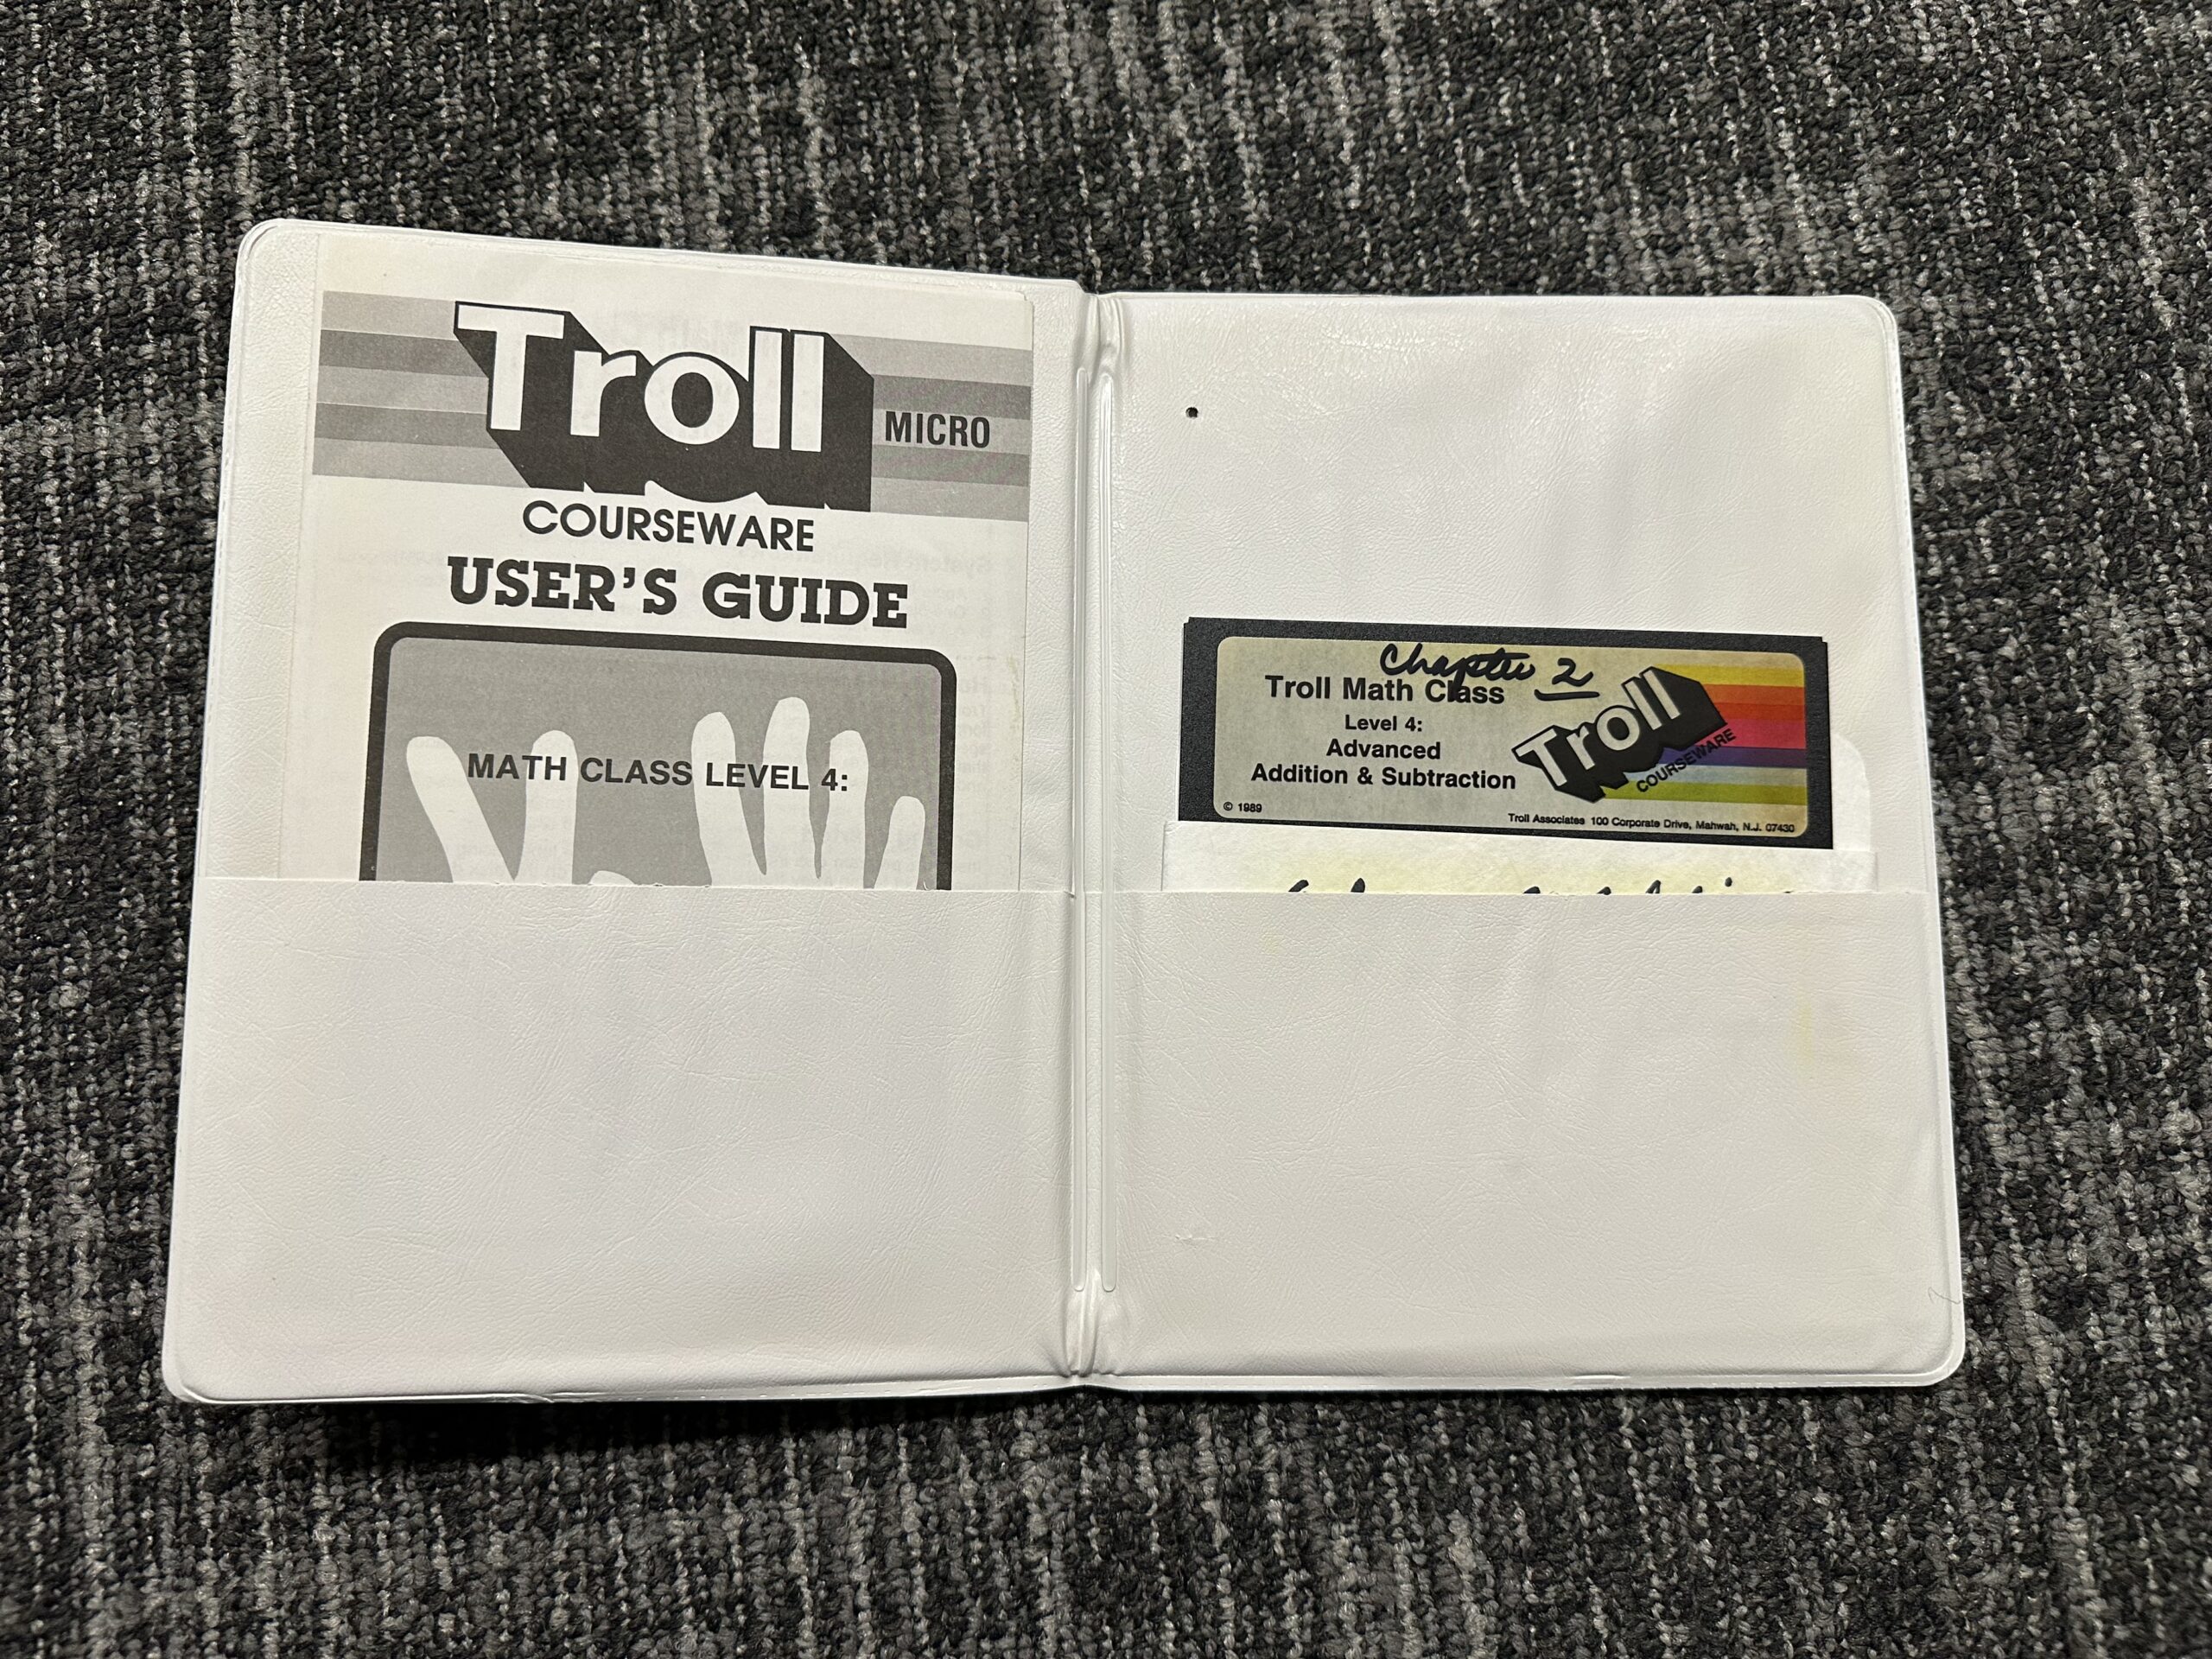 Troll
MICRO
COURSEWARE
USER'S GUIDE
MATH CLASS LEVEL 4:
Chapter 2
Troll Math Class
Level 4:
Advanced
Addition & Subtraction
Troll
COURSEWARE
© 1989
Troll Associates 100 Corporate Drive, Mahwah, N.J. 07430